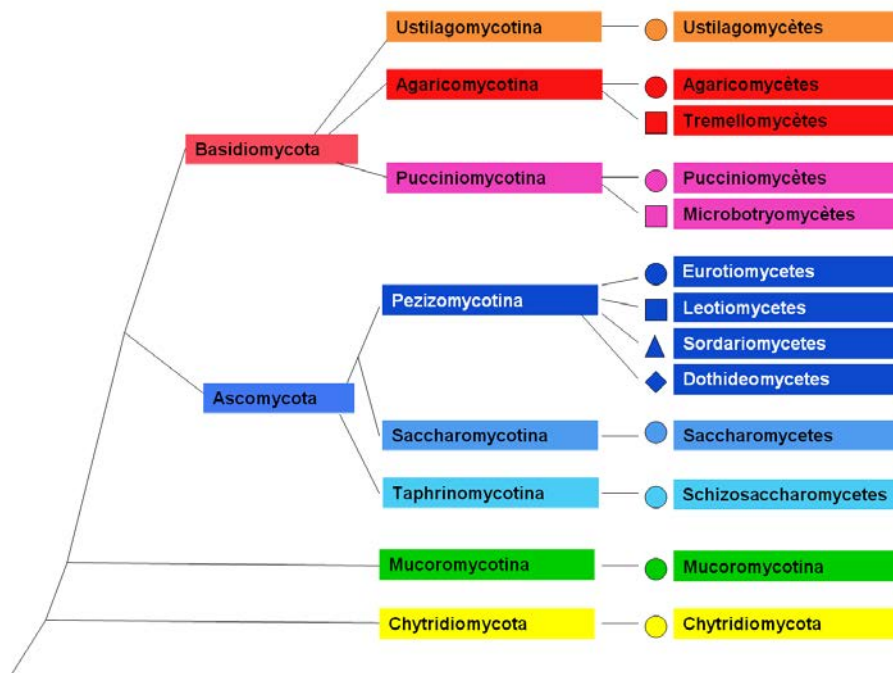 Ustilagomycotina
Ustilagomycètes
Agaricomycotina
Agaricomycètes
Tremellomycètes
Basidiomycota
Pucciniomycotina
Pucciniomycètes
Microbotryomycètes
Eurotiomycetes
Pezizomycotina
Leotiomycetes
Sordariomycetes
Dothideomycetes
Ascomycota
Saccharomycotina
Saccharomycetes
Taphrinomycotina
Schizosaccharomycetes
Mucoromycotina
Mucoromycotina
Chytridiomycota
Chytridiomycota